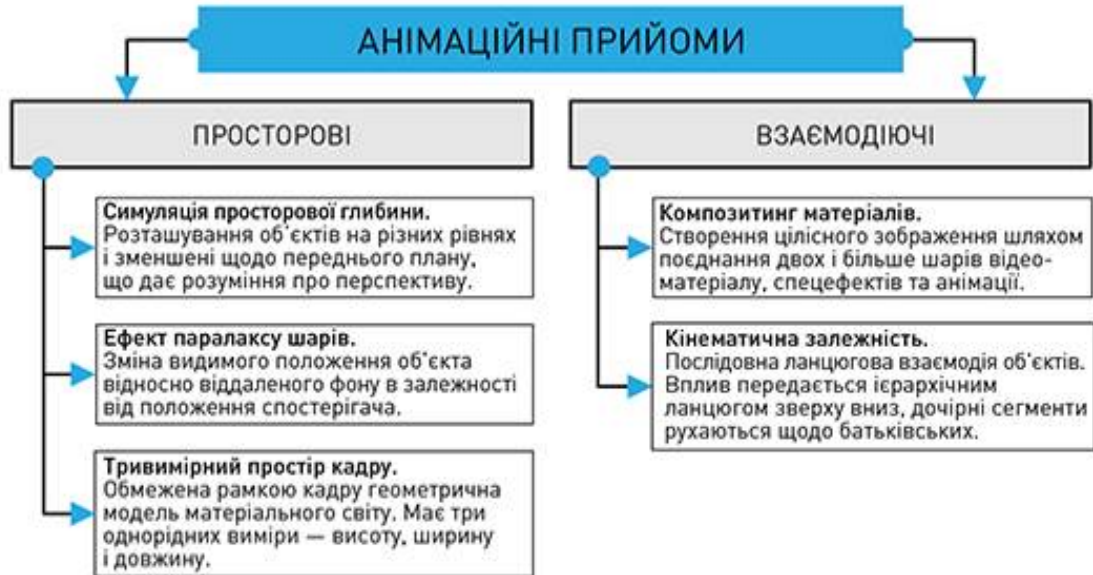 АНІМАЦІЙНІ ПРИЙОМИ
ПРОСТОРОВІ
Симуляція просторової глибини.
Розташування об'єктів на різних рівнях
і зменшені щодо переднього плану,
що дає розуміння про перспективу.
Ефект паралаксу шарів.
Зміна видимого положення об'єкта
відносно віддаленого фону в залежності
від положення спостерігача.
Тривимірний простір кадру.
Обмежена рамкою кадру геометрична
модель матеріального світу. Має три
однорідних виміри — висоту, ширину
і довжину.
ВЗАЄМОДІЮЧІ
Композитинг матеріалів.
Створення цілісного зображення шляхом
поєднання двох і більше шарів відео-
матеріалу, спецефектів та анімації.
Кінематична залежність.
Послідовна ланцюгова взаємодія об'єктів.
Вплив передається ієрархічним
ланцюгом зверху вниз, дочірні сегменти
рухаються щодо батьківських.